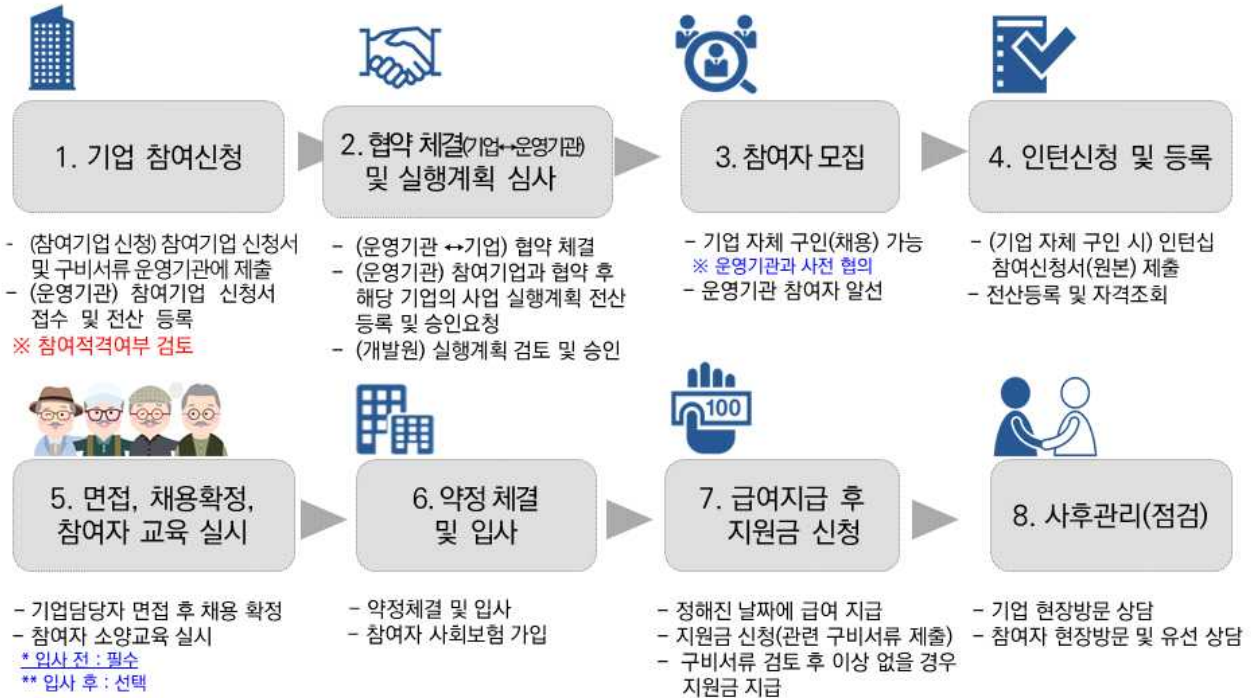 1. 기업 참여신청
- (참여기업 신청) 참여기업 신청서
및 구비서류 운영기관에 제출
- (운영기관) 참여기업 신청서
접수 및 전산 등록
※ 참여적격여부 검토
2. 협약 체결(기업↔운영기관)
및 실행계획 심사
- (운영기관 ↔기업) 협약 체결
- (운영기관) 참여기업과 협약 후
해당 기업의 사업 실행계획 전산
등록 및 승인요청
- (개발원) 실행계획 검토 및 승인
3. 참여자 모집
- 기업 자체 구인(채용) 가능
※ 운영기관과 사전 협의
- 운영기관 참여자 알선
4. 인턴신청 및 등록
- (기업 자체 구인 시) 인턴십
참여신청서(원본) 제출
- 전산등록 및 자격조회
5. 면접, 채용확정,
참여자 교육 실시
- 기업담당자 면접 후 채용 확정
- 참여자 소양교육 실시
* 입사 전 : 필수
** 입사 후 : 선택
6. 약정 체결
및 입사
- 약정체결 및 입사
- 참여자 사회보험 가입
100
7. 급여지급 후
지원금 신청
- 정해진 날짜에 급여 지급
- 지원금 신청(관련 구비서류 제출)
- 구비서류 검토 후 이상 없을 경우
지원금 지급
8. 사후관리(점검)
- 기업 현장방문 상담
- 참여자 현장방문 및 유선 상담